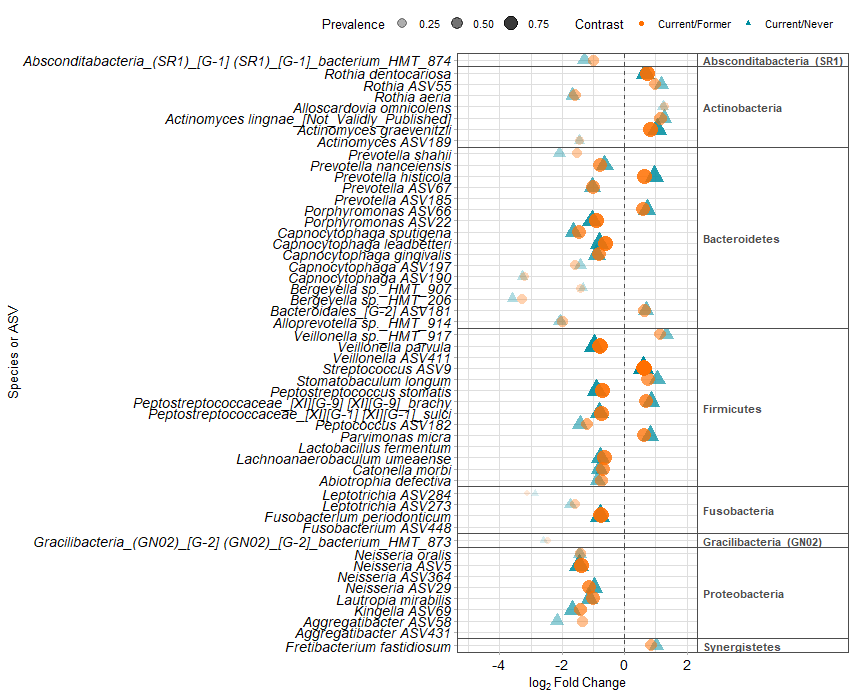 Prevalence 0.25 0.50 0.75 Contrast Current/Former Current/Never
Species or ASV
Absconditabacteria_(SR1)_[G-1] (SR1)_[G-1]_bacterium_HMT_874
Absconditabacteria (SR1)
Rothia dentocariosa
Rothia ASV55
Rothia aeria
Alloscardovia omnicolens
Actinomyces lingnae_[Not_Validly_Published]
Actinomyces graevenitzii
Actinomyces ASV189
Actinobacteria
Prevotella shahii
Prevotella nanceiensis
Prevotella histicola
Prevotella ASV67
Prevotella ASV185
Porphyromonas ASV66
Porphyromonas ASV22
Capnocytophaga sputigena
Capnocytophaga leadbetteri
Capnocytophaga gingivalis
Capnocytophaga ASV197
Capnocytophaga ASV190
Bergeyella sp._HMT_907
Bergeyella sp._HMT_206
Bacteroidales_[G-2] ASV181
Alloprevotella sp._HMT_914
Bacteroidetes
Veillonella sp._HMT_917
Veillonella parvula
Veillonella ASV411
Streptococcus ASV9
Stomatobaculum longum
Peptostreptococcus stomatis
Peptostreptococcaceae_[XI][G-9] [XI][G-9]_brachy
Peptostreptococcaceae_[XI][G-1] [XI][G-1]_sulci
Peptococcus ASV182
Parvimonas micra
Lactobacillus fermentum
Lachnoanaerobaculum umeaense
Catonella morbi
Abiotrophia defectiva
Firmicutes
Leptotrichia ASV284
Leptotrichia ASV273
Fusobacterium periodonticum
Fusobacterium ASV448
Fusobacteria
Gracilibacteria_(GN02)_[G-2] (GN02)_[G-2]_bacterium_HMT_873
Gracilibacteria (GN02)
Neisseria oralis
Neisseria ASV5
Neisseria ASV364
Neisseria ASV29
Lautropia mirabilis
Kingella ASV69
Aggregatibacter ASV58
Aggregatibacter ASV431
Proteobacteria
Fretibacterium fastidiosum
Synergistetes
-4 -2 0 2
log2 Fold Change